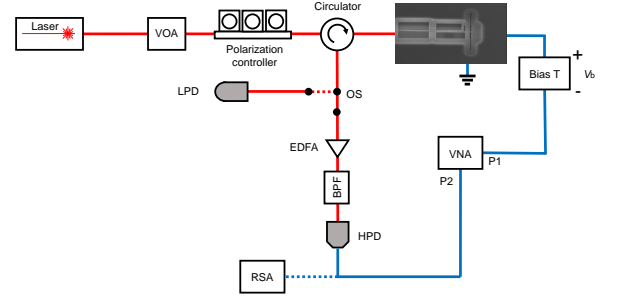 Circulator
Laser
VOA
Polarization
controller
Bias T
+
Vb
-
LPD
OS
EDFA
VNA
P1
P2
BPF
HPD
RSA